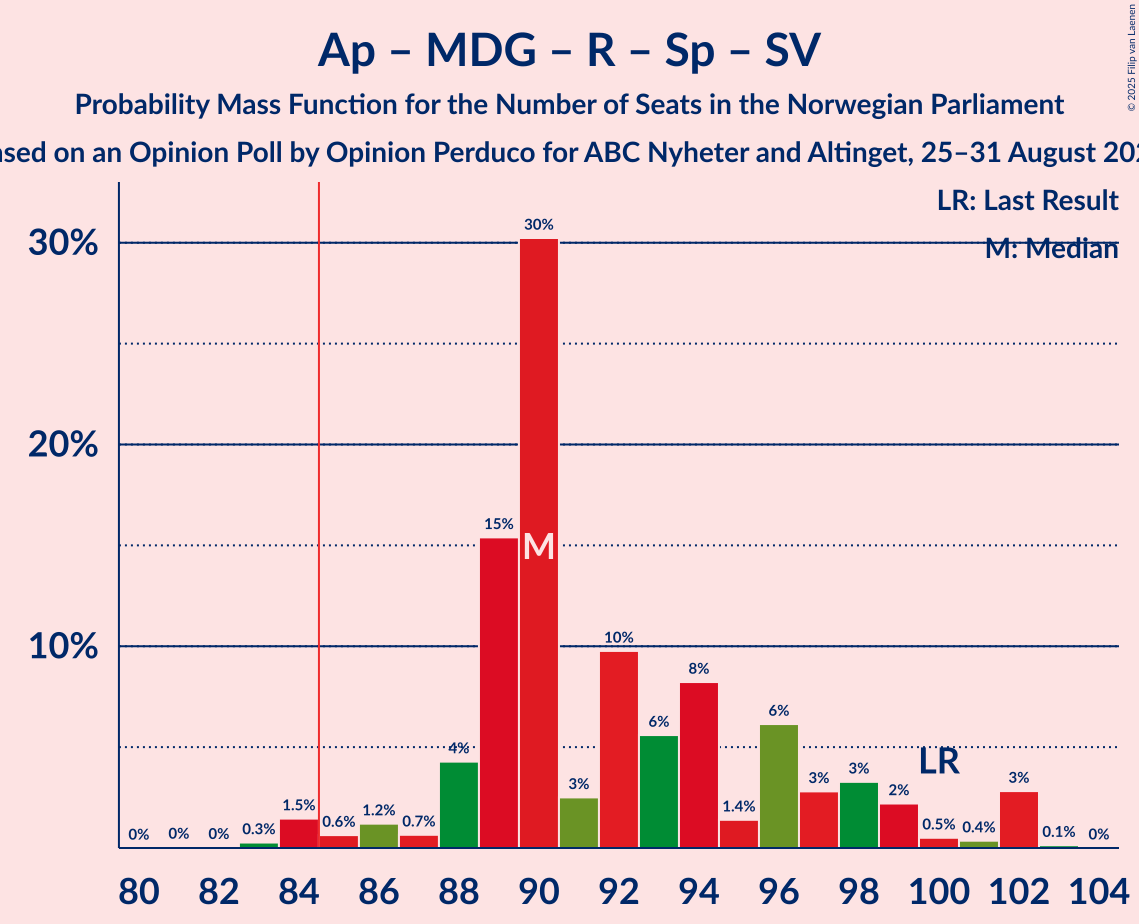 Ap – MDG – R – Sp – SV
Probability Mass Function for the Number of Seats in the Norwegian Parliament
on an Opinion Poll by Opinion Perduco for ABC Nyheter and Altinget, 25–31 August
© 2025 Filip van Laenen
LR: Last Result
M: Median
30%
20%
10%
0% 0% 0% 0.3% 1.5% 0.6% 1.2% 0.7% 4% 15% 30% 3% 10% 6% 8% 1.4% 6% 3% 3% 2% 0.5% 0.4% 3% 0.1% 0%
M
LR
80 82 84 86 88 90 92 94 96 98 100 102 104